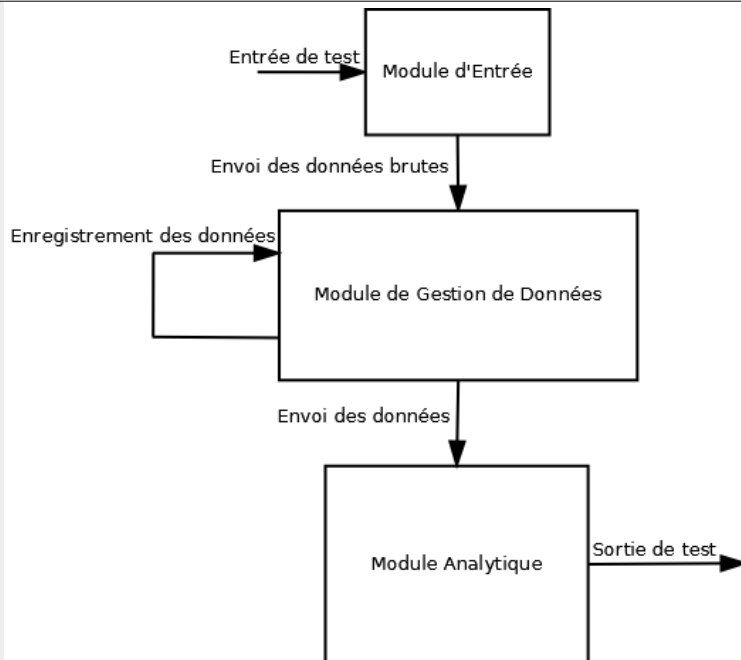 Entrée de test
Module d'Entrée
Envoi des données brutes
Enregistrement des données
Module de Gestion de Données
Envoi des données
Module Analytique
Sortie de test